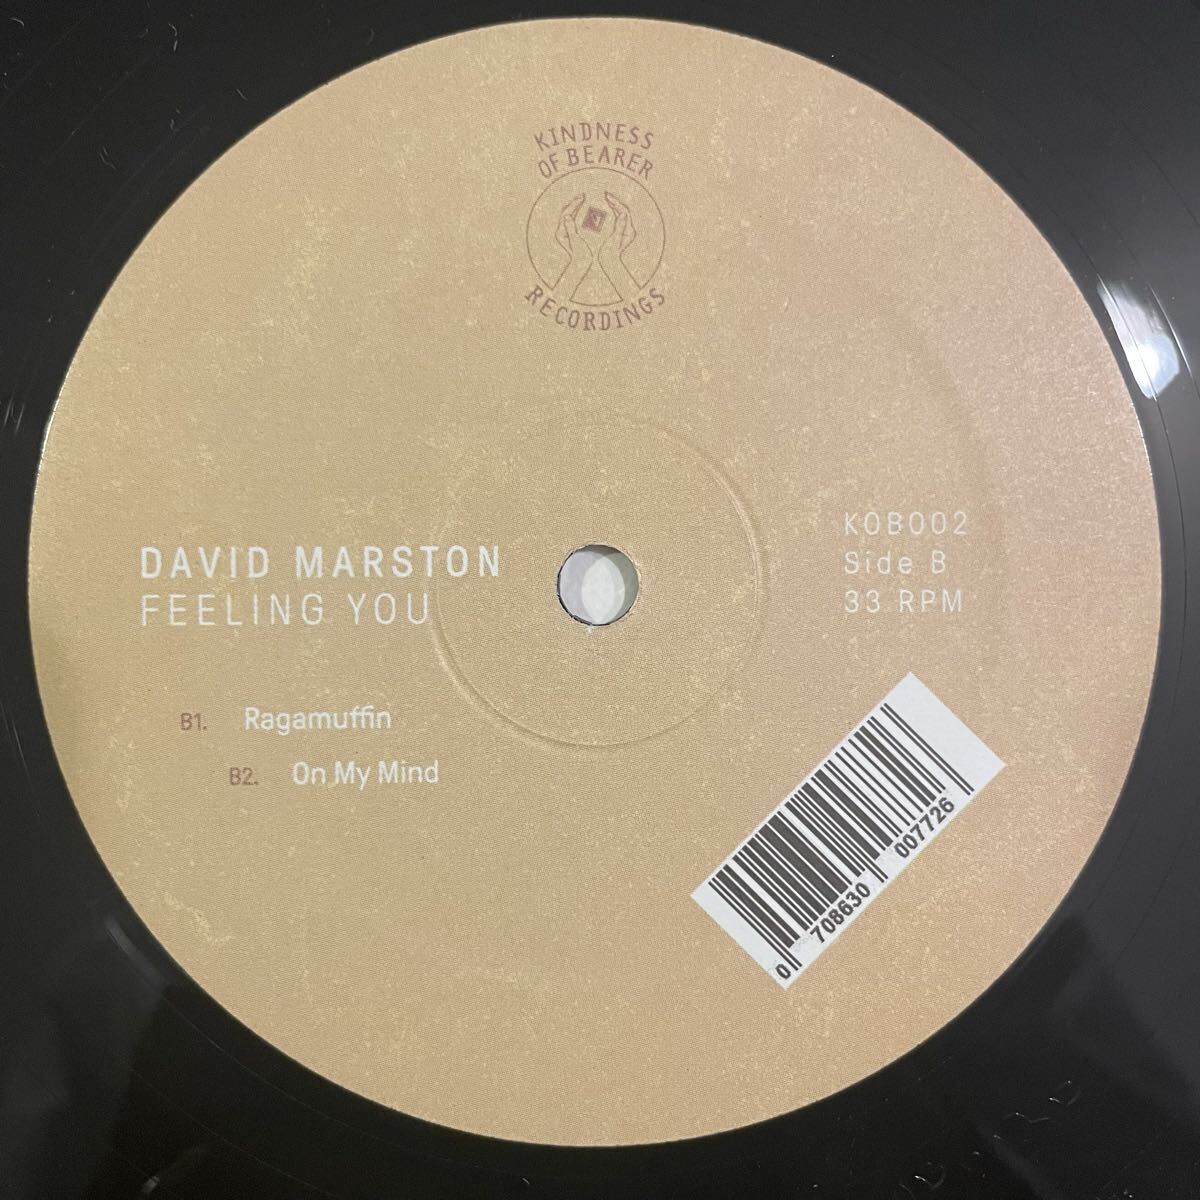 KINDNESS
OF BEARER
RECORDINGS
DAVID MARSTON
FEELING YOU
KOB002
Side B
33 RPM
B1. Ragamuffin
B2. On My Mind
0 708630 007726